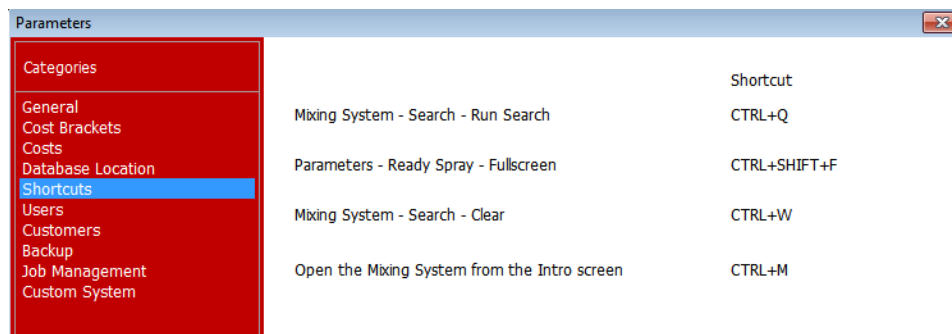 Parameters
Categories
General
Cost Brackets
Costs
Database Location
Shortcuts
Users
Customers
Backup
Job Management
Custom System
Shortcut
Mixing System - Search - Run Search CTRL+Q
Parameters - Ready Spray - Fullscreen CTRL+SHIFT+F
Mixing System - Search - Clear CTRL+W
Open the Mixing System from the Intro screen CTRL+M